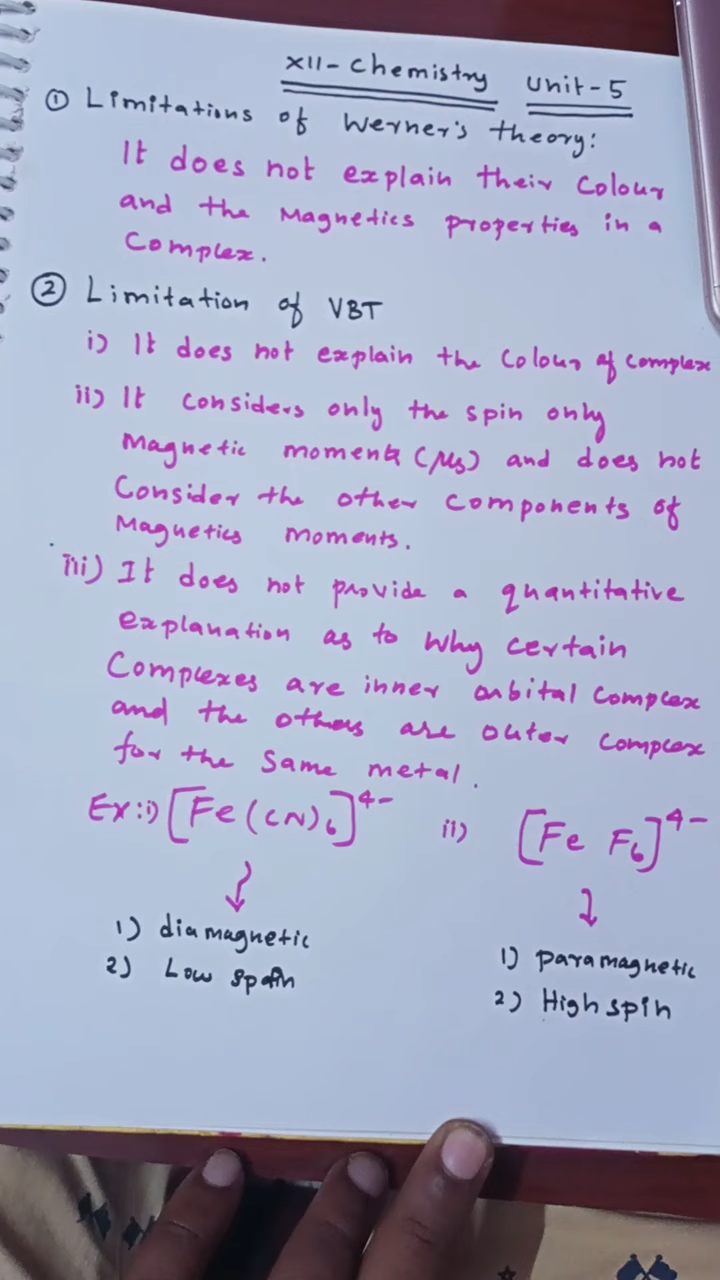 XII - Chemistry Unit - 5
① Limitations of Werner's theory:
It does not explain their Colour
and the Magnetics properties in a
Complex.
② Limitation of VBT
i) It does not explain the Colour of complex
ii) It considers only the spin only
Magnetic moments (μs) and does not
Consider the other components of
Magnetics moments.
iii) It does not provide a quantitative
explanation as to why certain
Complexes are inner orbital complex
and the others are outer complex
for the same metal.
Ex: i) [Fe(CN)6]4- ii) [Fe F6]4-
1) diamagnetic
2) Low spin
1) paramagnetic
2) High spin